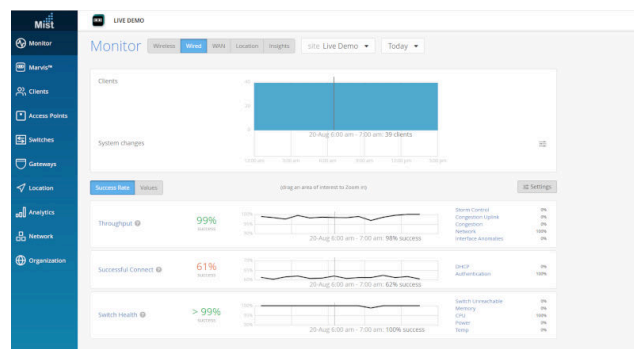 Mist
LIVE DEMO
Monitor
Marvis™
Clients
Access Points
Switches
Gateways
Location
Analytics
Network
Organization
Monitor Wireless Wired WAN Location Insights site Live Demo Today
Clients
40
20
0
20-Aug 6:00 am - 7:00 am: 39 clients
System changes
Success Rate Values (drag an area of interest to Zoom in) Settings
Throughput 99% success
20-Aug 6:00 am - 7:00 am: 98% success
Storm Control 0%
Congestion Uplink 0%
Congestion 0%
Network 100%
Interface Anomalies 0%
Successful Connect 61% success
20-Aug 6:00 am - 7:00 am: 62% success
DHCP 0%
Authentication 100%
Switch Health > 99% success
20-Aug 6:00 am - 7:00 am: 100% success
Switch Unreachable 0%
Memory 0%
CPU 100%
Power 0%
Temp 0%